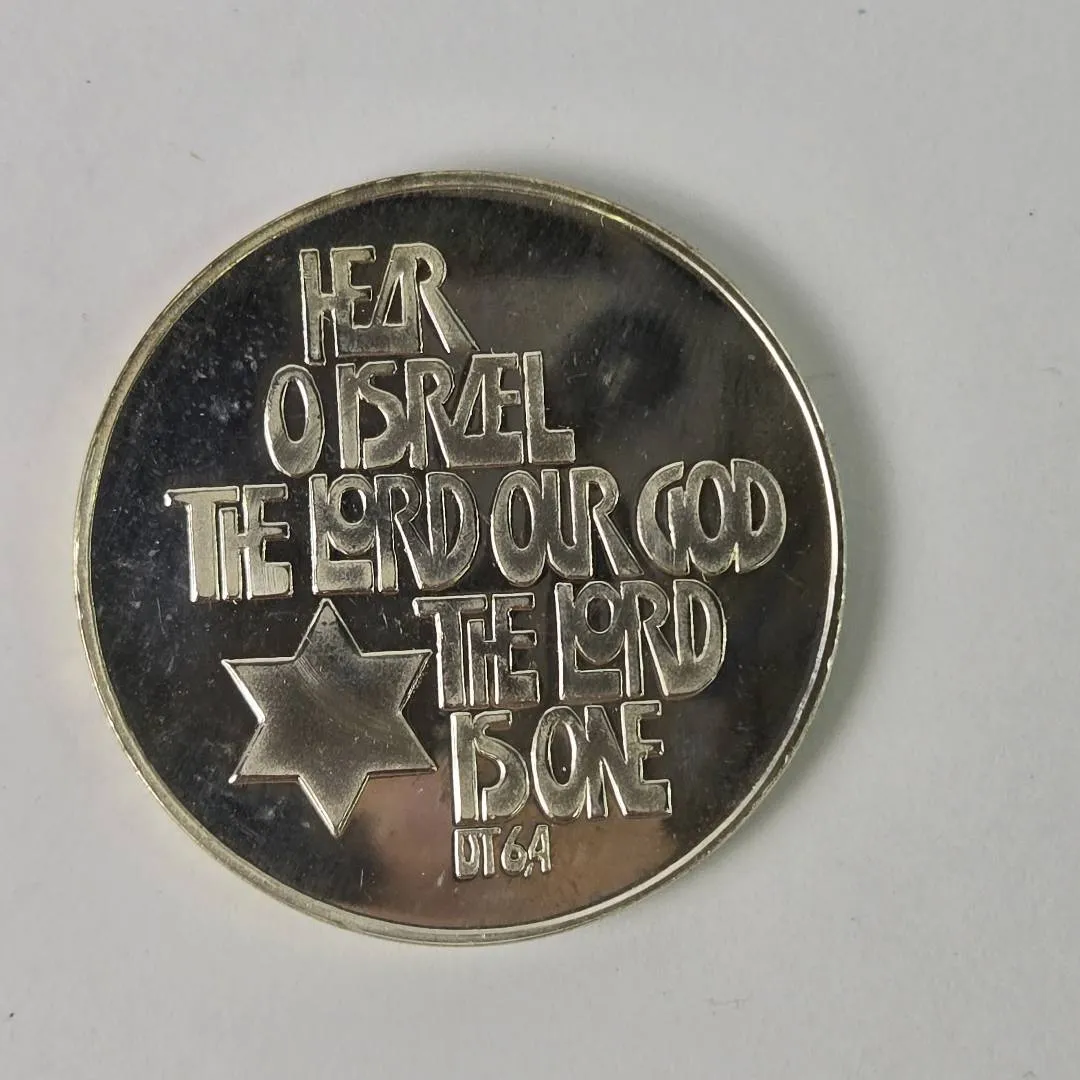 HEAR
O ISRAEL
THE LORD OUR GOD
THE LORD
IS ONE
DT 6,4